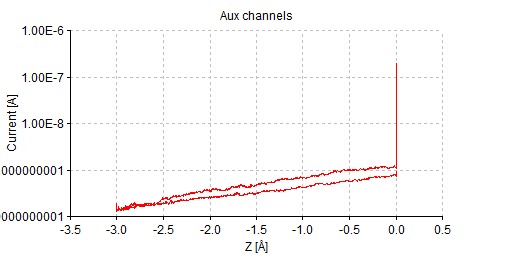 Aux channels
1.00E-6
1.00E-7
1.00E-8
000000001
0000000001
Current [A]
-3.5 -3.0 -2.5 -2.0 -1.5 -1.0 -0.5 0.0 0.5
Z [Å]